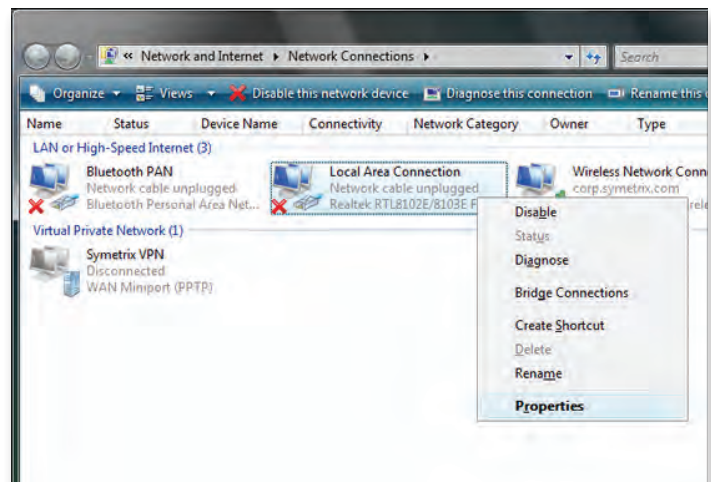 « Network and Internet ▸ Network Connections ▸ Search
Organize Views Disable this network device Diagnose this connection Rename this
Name Status Device Name Connectivity Network Category Owner Type
LAN or High-Speed Internet (3)
Bluetooth PAN
Network cable unplugged
Bluetooth Personal Area Net...
Local Area Connection
Network cable unplugged
Realtek RTL8102E/8103E F
Wireless Network Conn
corp.symetrix.com
Virtual Private Network (1)
Symetrix VPN
Disconnected
WAN Miniport (PPTP)
Disable
Status
Diagnose
Bridge Connections
Create Shortcut
Delete
Rename
Properties